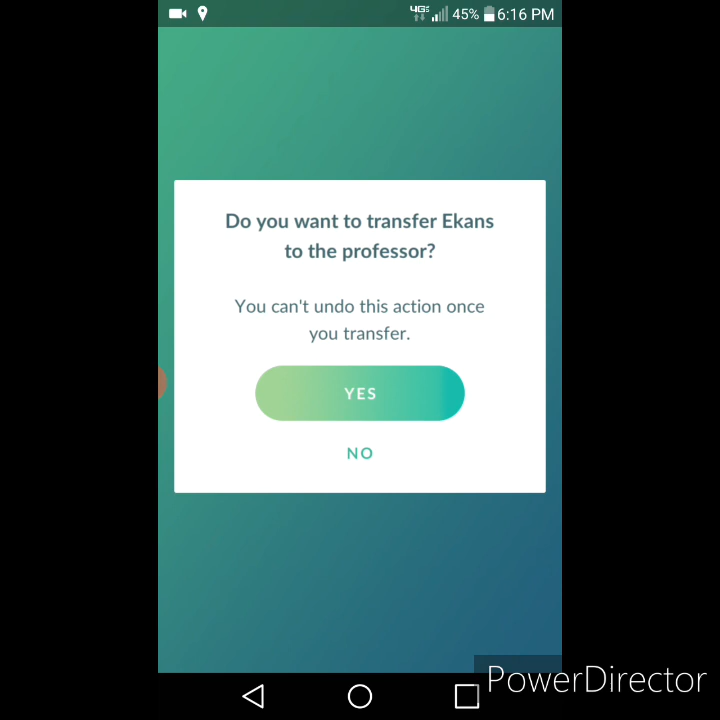 4G 45% 6:16 PM
Do you want to transfer Ekans
to the professor?
You can't undo this action once
you transfer.
YES
NO
PowerDirector